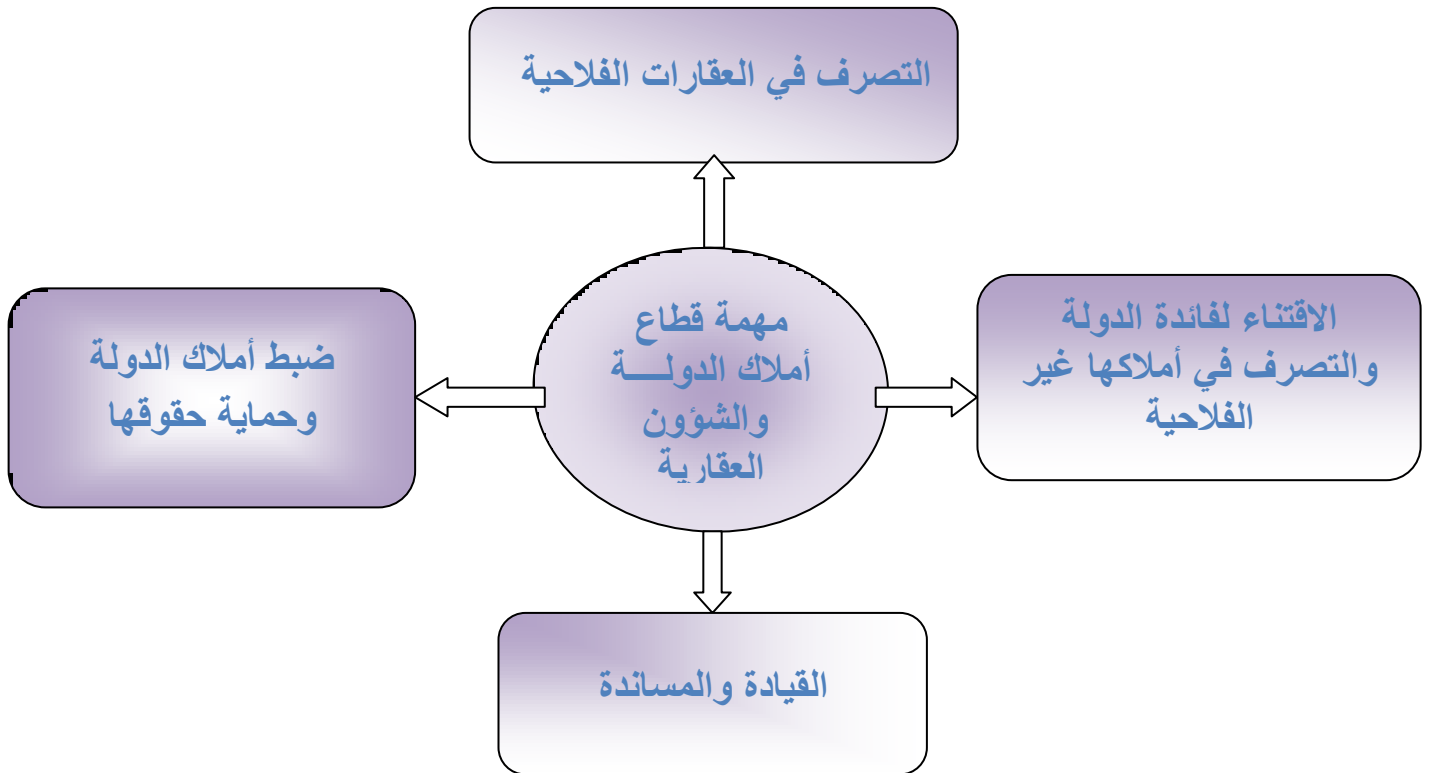 التصرف في العقارات الفلاحية
الاقتناء لفائدة الدولة
والتصرف في أملاكها غير
الفلاحية
مهمة قطاع
أملاك الدولـــــة
والشؤون
العقارية
ضبط أملاك الدولة
وحماية حقوقها
القيادة والمساندة